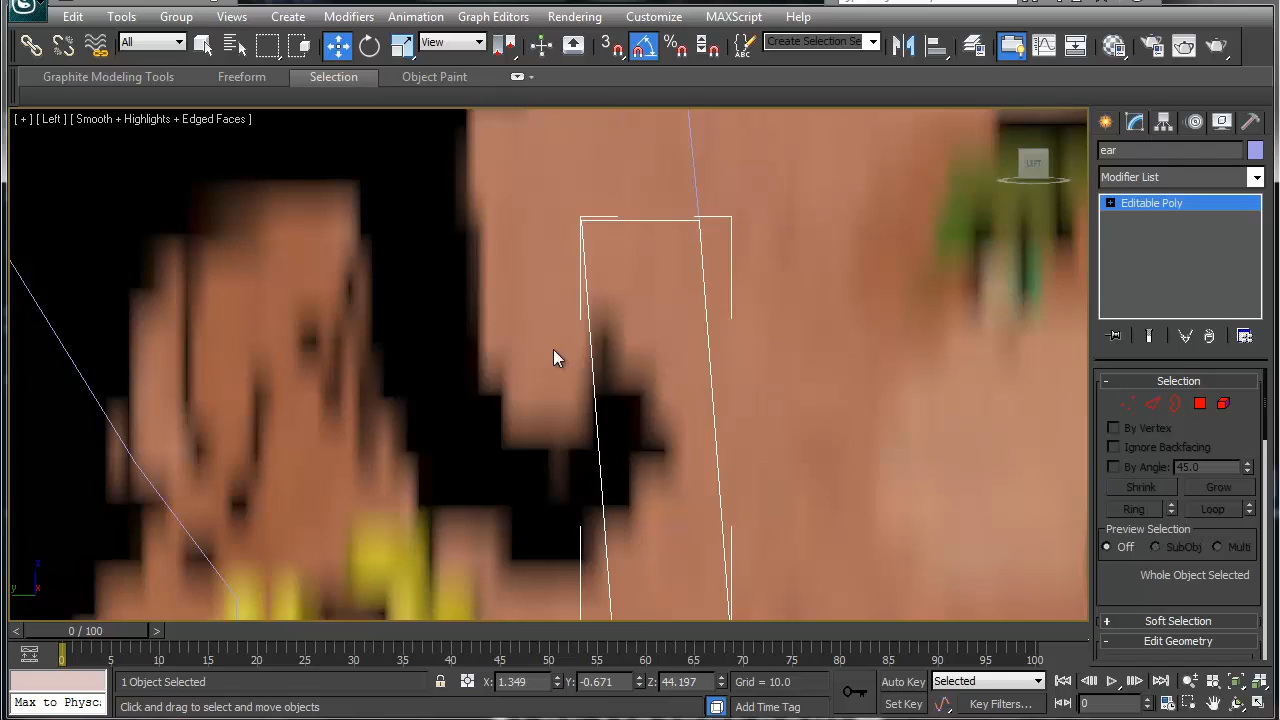 Edit Tools Group Views Create Modifiers Animation Graph Editors Rendering Customize MAXScript Help
All View 3 ABC Create Selection Se
Graphite Modeling Tools Freeform Selection Object Paint
[ + ] [ Left ] [ Smooth + Highlights + Edged Faces ]
LEFT
ear
Modifier List
Editable Poly
- Selection
By Vertex
Ignore Backfacing
By Angle: 45.0
Shrink Grow
Ring Loop
Preview Selection
Off SubObj Multi
Whole Object Selected
+ Soft Selection
- Edit Geometry
z
y x
< 0 / 100 >
0 5 10 15 20 25 30 35 40 45 50 55 60 65 70 75 80 85 90 95 100
1 Object Selected X: 1.349 Y: -0.671 Z: 44.197 Grid = 10.0 Auto Key Selected
Max to Physca Click and drag to select and move objects Add Time Tag Set Key Key Filters... 0